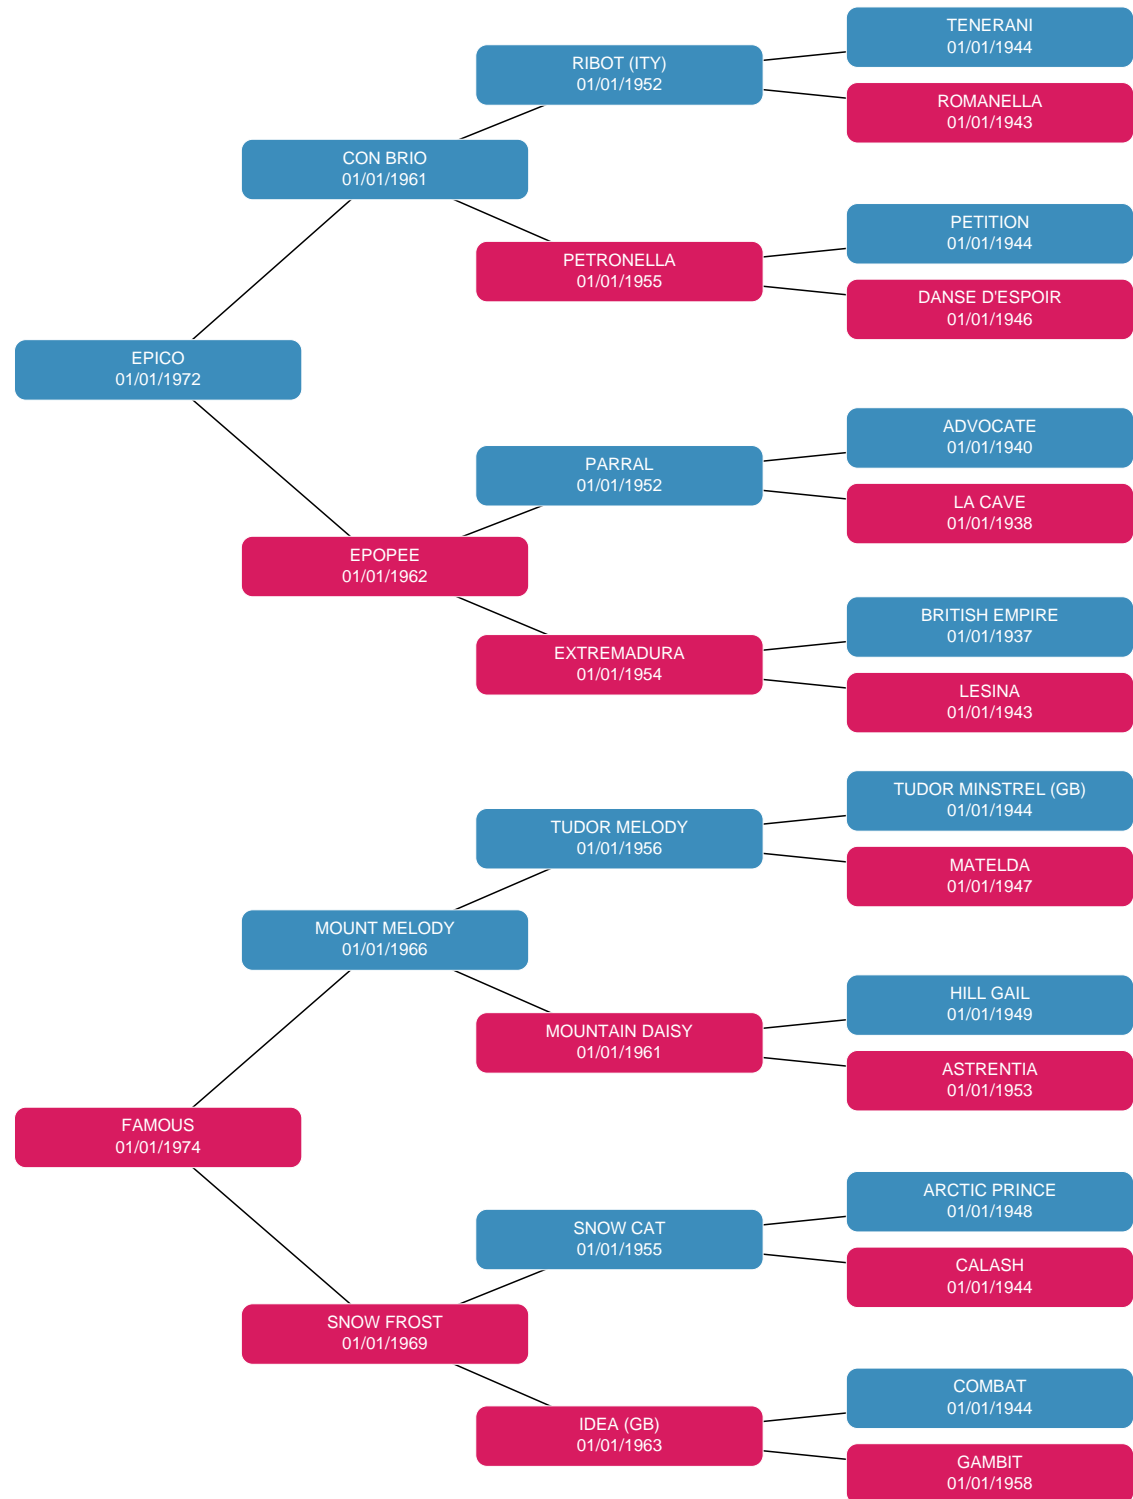 TENERANI
01/01/1944
RIBOT (ITY)
01/01/1952
ROMANELLA
01/01/1943
CON BRIO
01/01/1961
PETITION
01/01/1944
PETRONELLA
01/01/1955
DANSE D'ESPOIR
01/01/1946
EPICO
01/01/1972
ADVOCATE
01/01/1940
PARRAL
01/01/1952
LA CAVE
01/01/1938
EPOPEE
01/01/1962
BRITISH EMPIRE
01/01/1937
EXTREMADURA
01/01/1954
LESINA
01/01/1943
TUDOR MINSTREL (GB)
01/01/1944
TUDOR MELODY
01/01/1956
MATELDA
01/01/1947
MOUNT MELODY
01/01/1966
HILL GAIL
01/01/1949
MOUNTAIN DAISY
01/01/1961
ASTRENTIA
01/01/1953
FAMOUS
01/01/1974
ARCTIC PRINCE
01/01/1948
SNOW CAT
01/01/1955
CALASH
01/01/1944
SNOW FROST
01/01/1969
COMBAT
01/01/1944
IDEA (GB)
01/01/1963
GAMBIT
01/01/1958